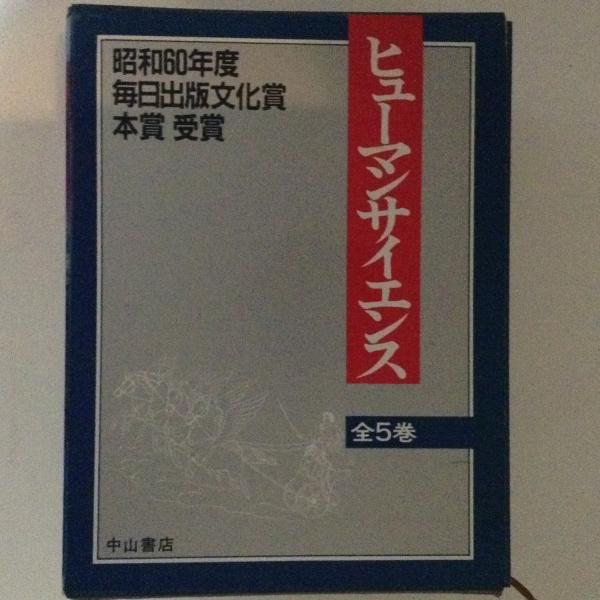 昭和60年度
毎日出版文化賞
本賞 受賞
ヒューマンサイエンス
全5巻
中山書店